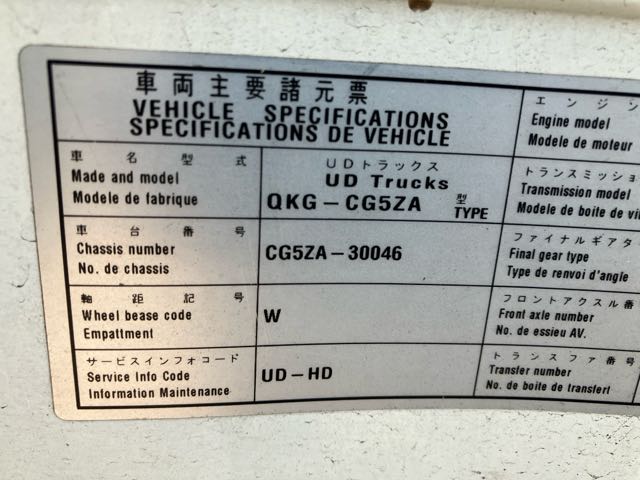 車両主要諸元票
VEHICLE SPECIFICATIONS
SPECIFICATIONS DE VEHICLE
車名型式
Made and model
Modele de fabrique
UDトラックス
UD Trucks
QKG-CG5ZA 型 TYPE
車台番号
Chassis number
No. de chassis
CG5ZA-30046
軸距記号
Wheel bease code
Empattment
W
サービスインフォコード
Service Info Code
Information Maintenance
UD-HD
エンジン
Engine model
Modele de moteur
トランスミッショ
Transmission model
Modele de boite de
ファイナルギアタ
Final gear type
Type de renvoi d'angle
フロントアクスル番
Front axle number
No. de essieu AV.
トランスファ番号
Transfer number
No. de boite de transfert